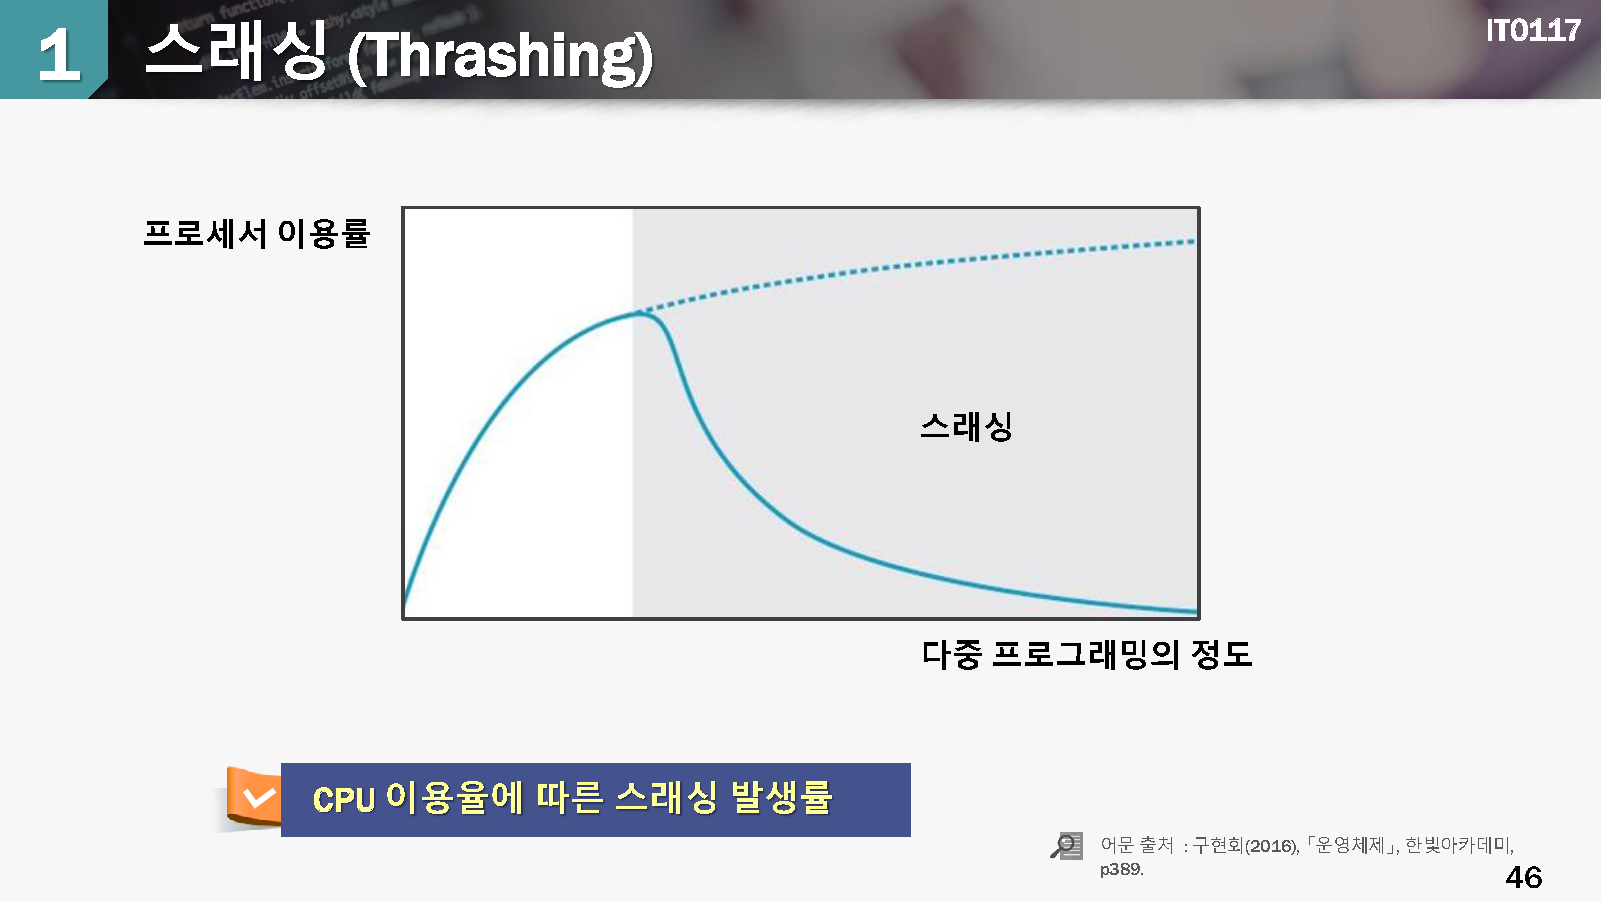 1 스래싱 (Thrashing)
IT0117
프로세서 이용률
스래싱
다중 프로그래밍의 정도
CPU 이용율에 따른 스래싱 발생률
어문 출처 : 구현회(2016), 「운영체제」, 한빛아카데미,
p389.
46